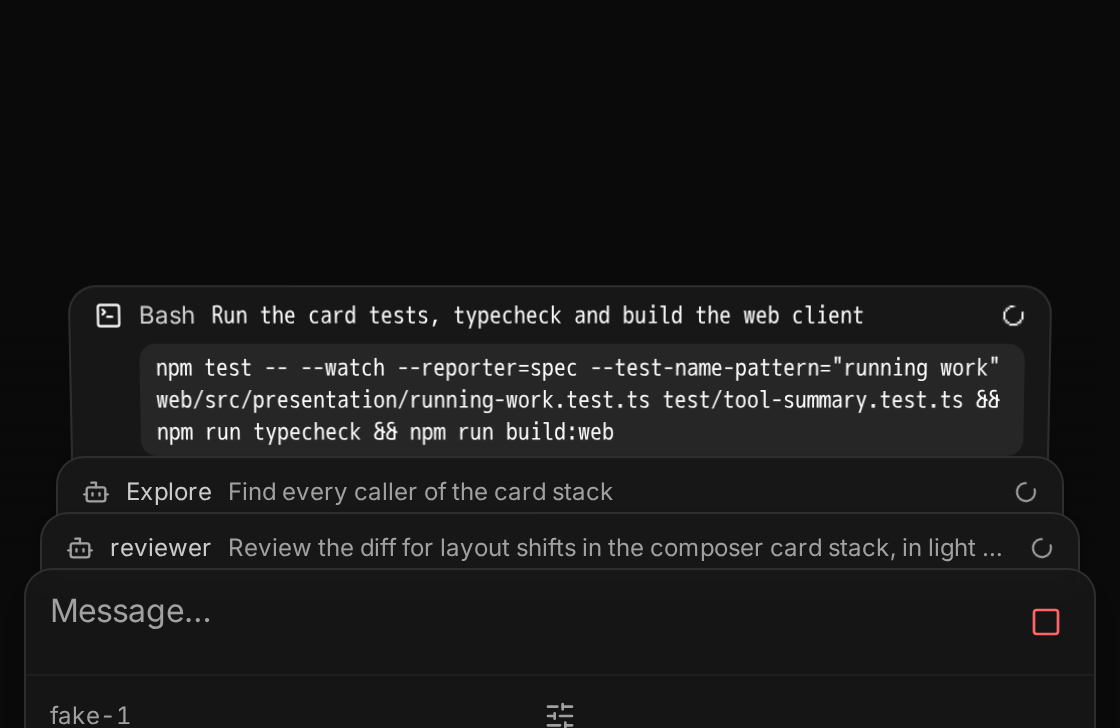 Bash Run the card tests, typecheck and build the web client
npm test -- --watch --reporter=spec --test-name-pattern="running work"
web/src/presentation/running-work.test.ts test/tool-summary.test.ts &&
npm run typecheck && npm run build:web
Explore Find every caller of the card stack
reviewer Review the diff for layout shifts in the composer card stack, in light ...
Message...
fake-1